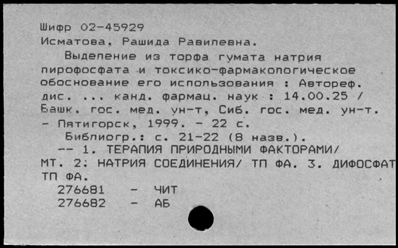 Шифр 02-45929
Исматова, Рашида Равилевна.
Выделение из торфа гумата натрия
пирофосфата и токсико-фармакологическое
обоснование его использования : Автореф.
дис. ... канд. фармац. наук : 14.00.25 /
Башк. гос. мед. ун-т, Сиб. гос. мед. ун-т.
- Пятигорск, 1999. - 22 с.
Библиогр.: с. 21-22 (8 назв.).
-- 1. ТЕРАПИЯ ПРИРОДНЫМИ ФАКТОРАМИ/
МТ. 2. НАТРИЯ СОЕДИНЕНИЯ/ ТП ФА. 3. ДИФОСФАТ
ТП ФА.
276681 - ЧИТ
276682 - АБ